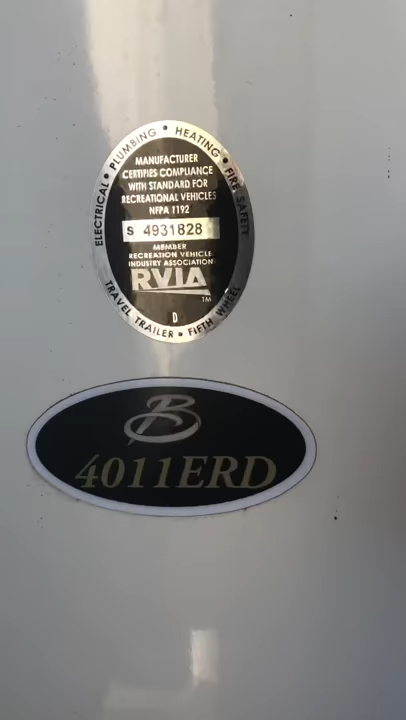 ELECTRICAL • PLUMBING • HEATING • FIRE SAFETY
MANUFACTURER
CERTIFIES COMPLIANCE
WITH STANDARD FOR
RECREATIONAL VEHICLES
NFPA 1192
S 4931828
MEMBER
RECREATION VEHICLE
INDUSTRY ASSOCIATION
RVIA
TM
D
TRAVEL TRAILER • FIFTH WHEEL
B
4011ERD